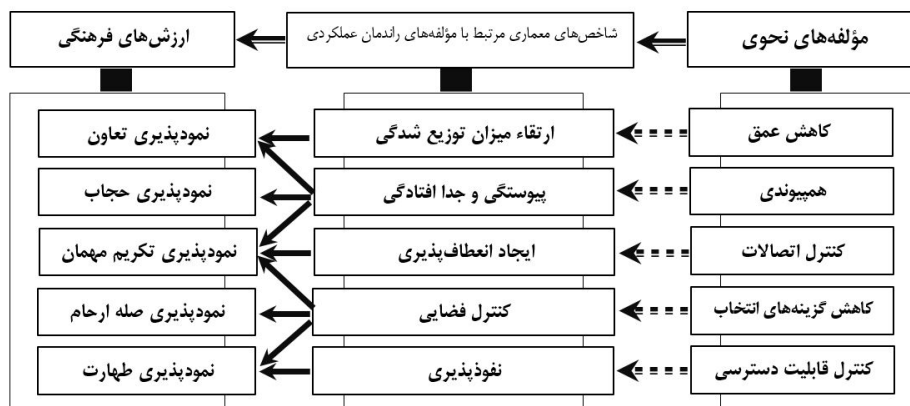 مؤلفه‌های نحوی
شاخص‌های معماری مرتبط با مؤلفه‌های راندمان عملکردی
ارزش‌های فرهنگی
کاهش عمق
ارتقاء میزان توزیع شدگی
نمودپذیری تعاون
همپیوندی
پیوستگی و جدا افتادگی
نمودپذیری حجاب
کنترل اتصالات
ایجاد انعطاف‌پذیری
نمودپذیری تکریم مهمان
کاهش گزینه‌های انتخاب
کنترل فضایی
نمودپذیری صله ارحام
کنترل قابلیت دسترسی
نفوذپذیری
نمودپذیری طهارت